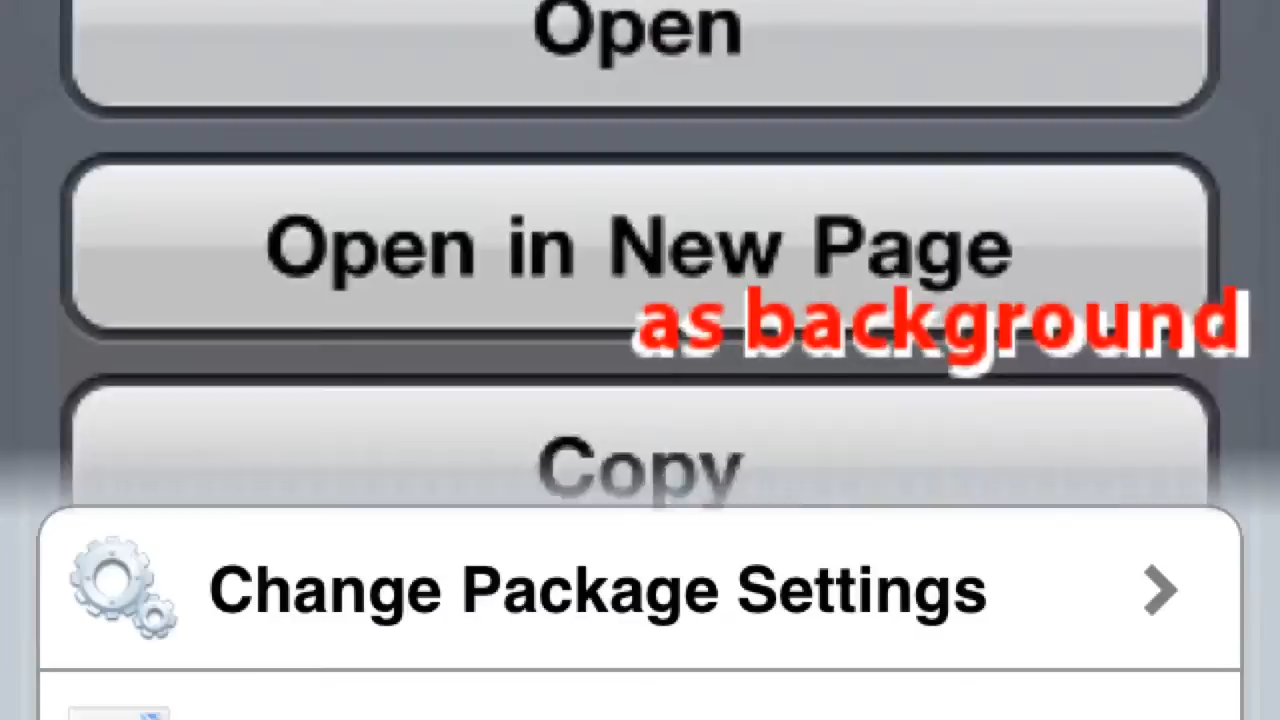 Open
Open in New Page
as background
Copy
Change Package Settings